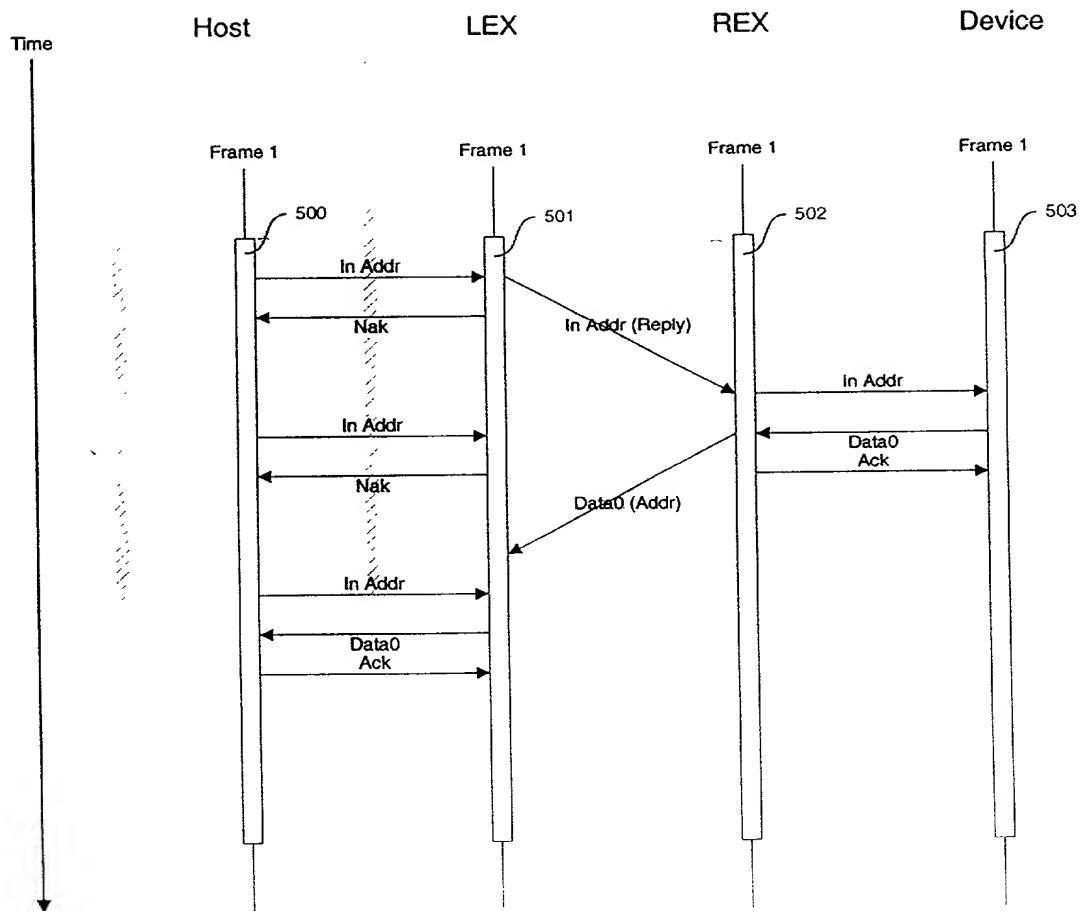 Host LEX REX Device
Time
Frame 1 Frame 1 Frame 1 Frame 1
500 501 502 503
In Addr
Nak
In Addr (Reply)
In Addr
In Addr
Data0
Ack
Nak
Data0 (Addr)
In Addr
Data0
Ack